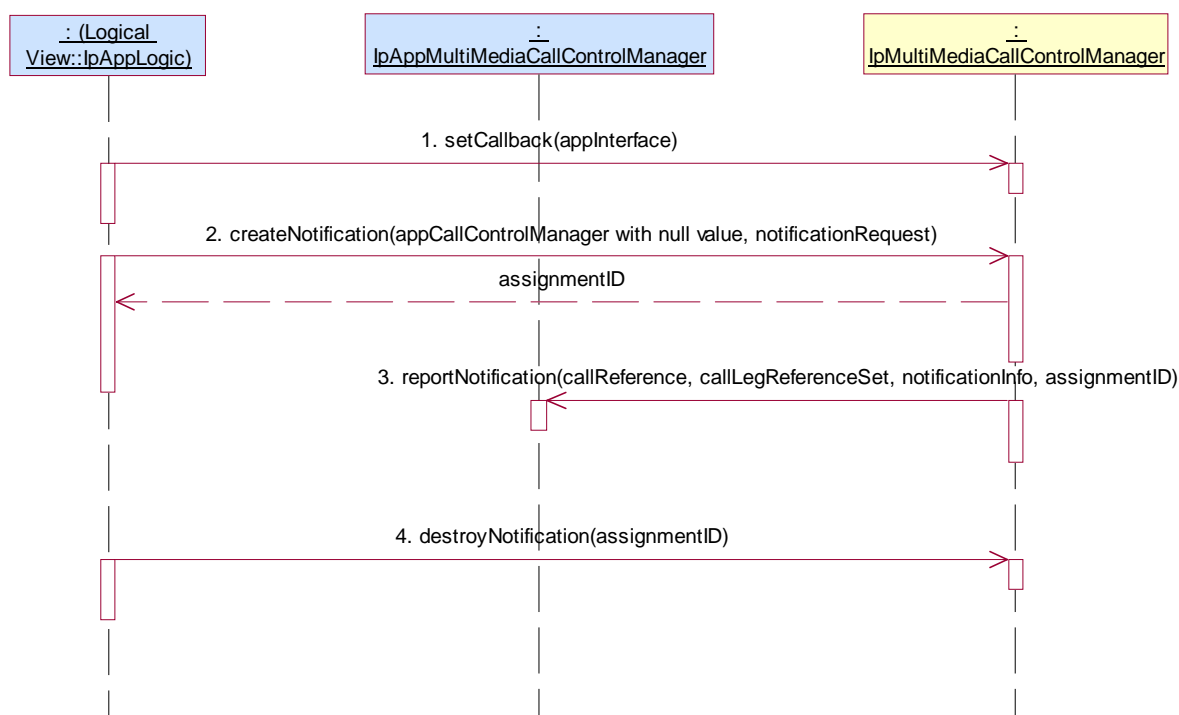 : (Logical
View::IpAppLogic)
:
IpAppMultiMediaCallControlManager
:
IpMultiMediaCallControlManager
1. setCallback(appInterface)
2. createNotification(appCallControlManager with null value, notificationRequest)
assignmentID
3. reportNotification(callReference, callLegReferenceSet, notificationInfo, assignmentID)
4. destroyNotification(assignmentID)